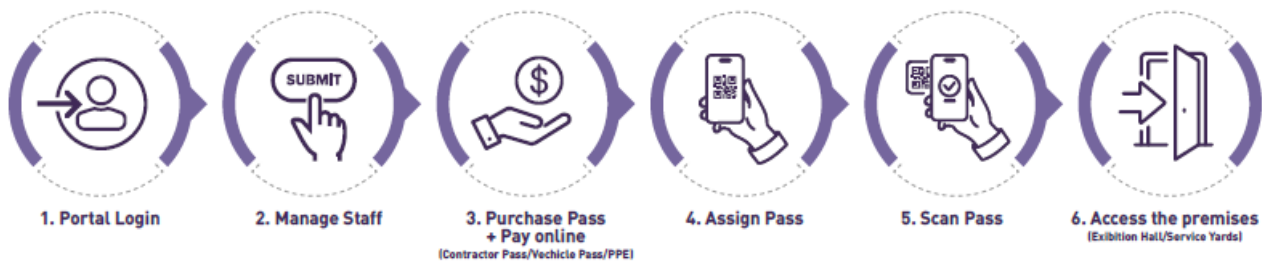 SUBMIT
1. Portal Login
2. Manage Staff
3. Purchase Pass
+ Pay online
(Contractor Pass/Vechicle Pass/PPE)
4. Assign Pass
5. Scan Pass
6. Access the premises
(Exibition Hall/Service Yards)